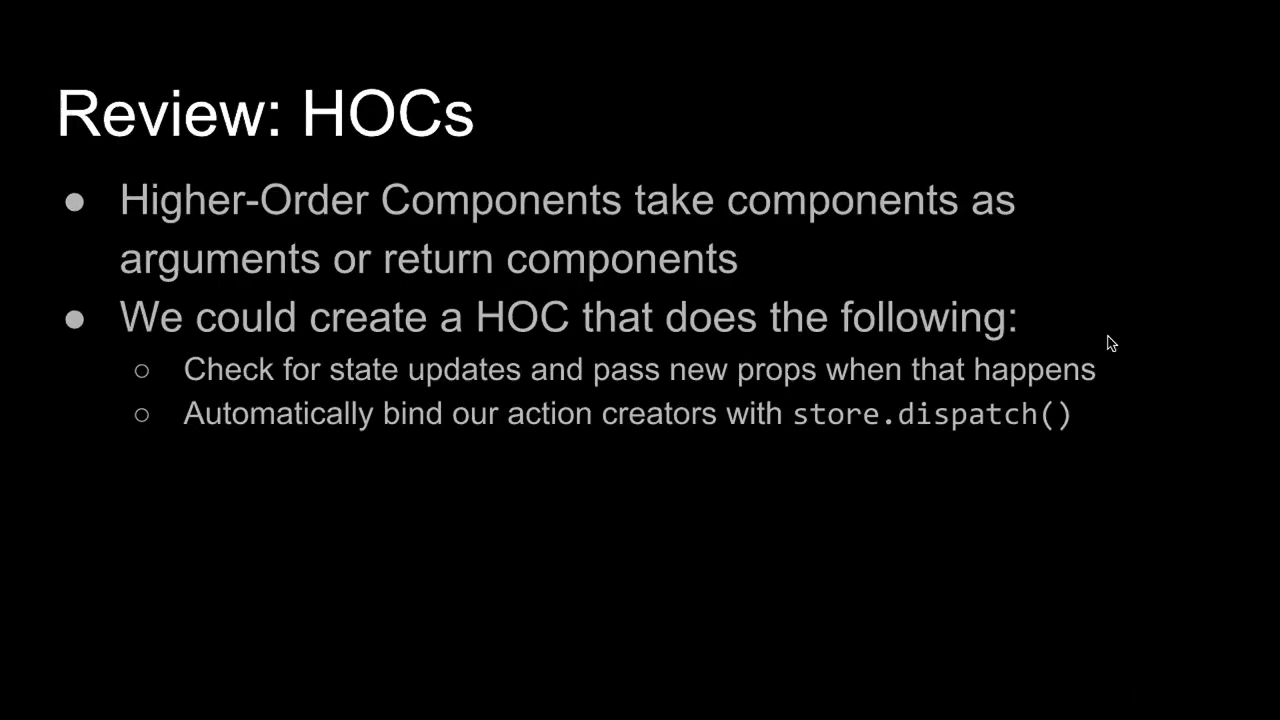 Review: HOCs
● Higher-Order Components take components as
arguments or return components
● We could create a HOC that does the following:
○ Check for state updates and pass new props when that happens
○ Automatically bind our action creators with store.dispatch()